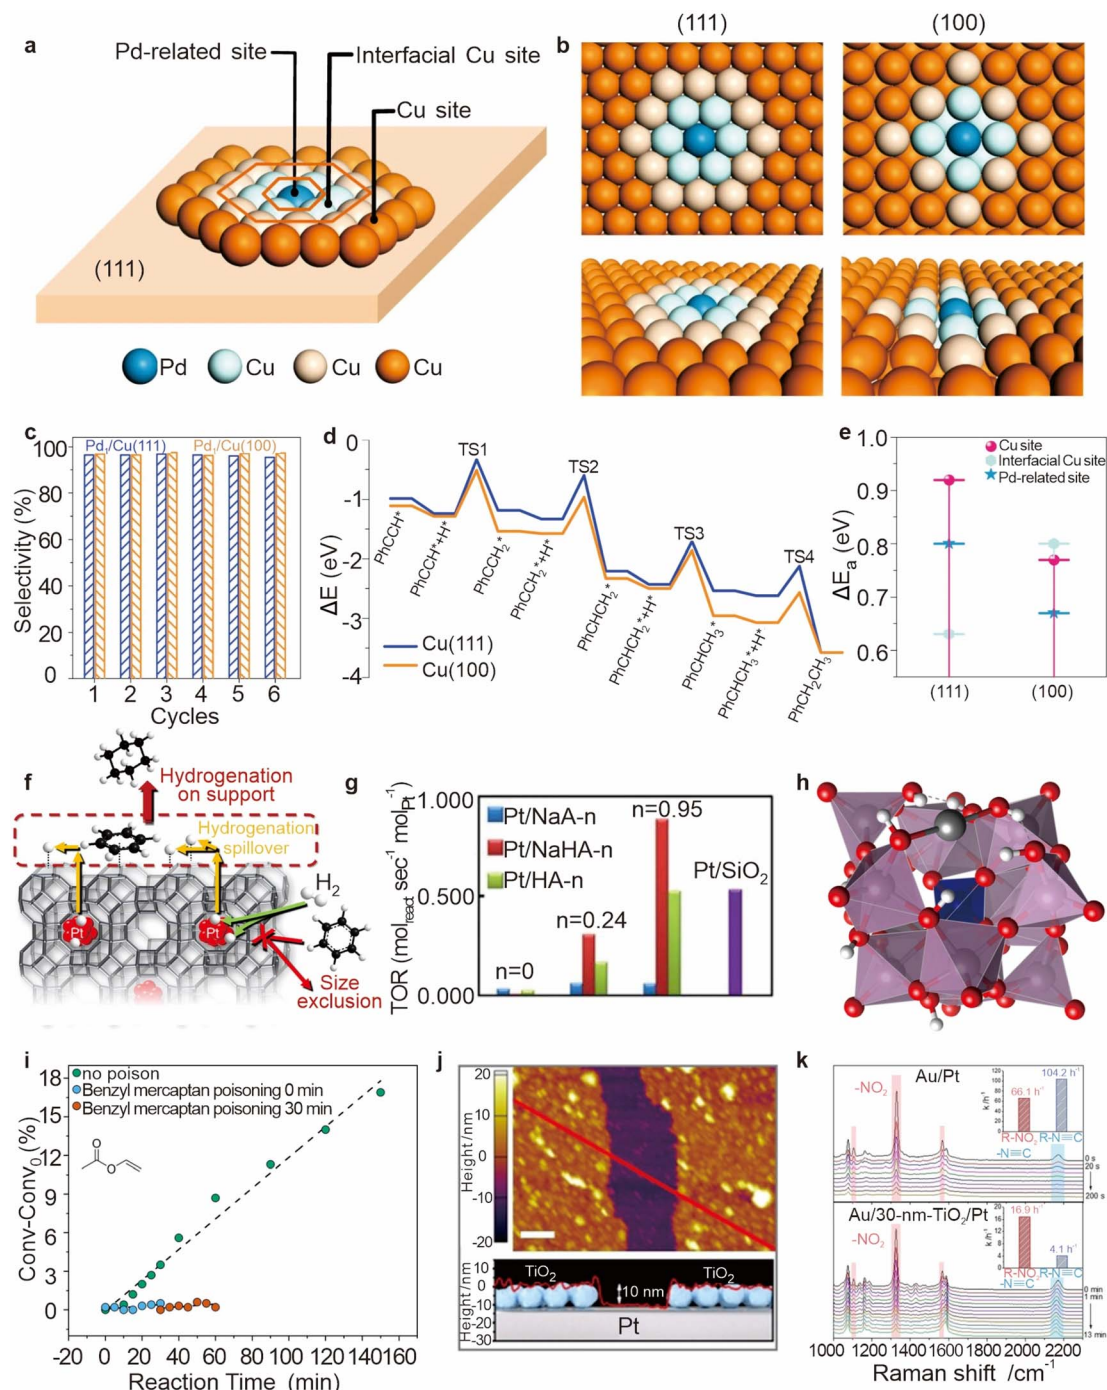 a
Pd-related site
Interfacial Cu site
Cu site
(111)
Pd Cu Cu Cu
b
(111) (100)
c
Pd1/Cu(111) Pd1/Cu(100)
100
80
60
40
20
0
Selectivity (%)
1 2 3 4 5 6
Cycles
d
0
-1
-2
-3
-4
ΔE (eV)
TS1
TS2
TS3
TS4
PhCCH*
PhCCH*+H*
PhCCH2*
PhCCH2*+H*
PhCHCH2*
PhCHCH2*+H*
PhCHCH3*
PhCHCH3*+H*
PhCH2CH3
Cu(111)
Cu(100)
e
1.0
0.9
0.8
0.7
0.6
ΔEa (eV)
Cu site
Interfacial Cu site
Pd-related site
(111) (100)
f
Hydrogenation
on support
Hydrogenation
spillover
H2
Pt Pt
Size
exclusion
g
1.000
0.500
0.000
TOR (molreact sec-1 molPt-1)
Pt/NaA-n
Pt/NaHA-n
Pt/HA-n
n=0
n=0.24
n=0.95
Pt/SiO2
h
i
no poison
Benzyl mercaptan poisoning 0 min
Benzyl mercaptan poisoning 30 min
18
15
12
9
6
3
0
Conv-Conv0 (%)
O
O
-20 0 20 40 60 80 100 120 140 160
Reaction Time (min)
j
20
10
0
-10
-20
Height /nm
Height /nm
10
0
-10
-20
-30
TiO2 TiO2
10 nm
Pt
k
Au/Pt
-NO2
-N≡C
104.2 h-1
66.1 h-1
k /h-1
100
50
0
R-NO2 R-N≡C
0 s
20 s
200 s
Au/30-nm-TiO2/Pt
-NO2
-N≡C
16.9 h-1
4.1 h-1
k /h-1
20
10
0
R-NO2 R-N≡C
0 min
1 min
13 min
1000 1200 1400 1600 1800 2000 2200
Raman shift /cm-1